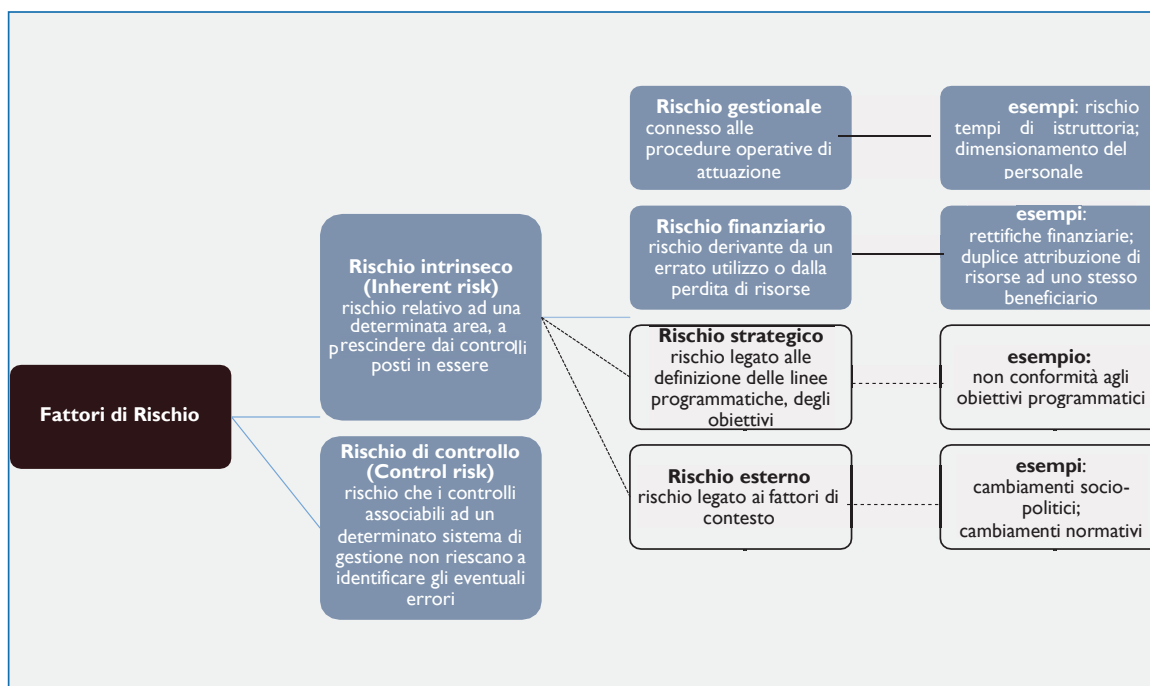 Fattori di Rischio
Rischio intrinseco
(Inherent risk)
rischio relativo ad una
determinata area, a
prescindere dai controlli
posti in essere
Rischio di controllo
(Control risk)
rischio che i controlli
associabili ad un
determinato sistema di
gestione non riescano a
identificare gli eventuali
errori
Rischio gestionale
connesso alle
procedure operative di
attuazione
esempi: rischio
tempi di istruttoria;
dimensionamento del
personale
Rischio finanziario
rischio derivante da un
errato utilizzo o dalla
perdita di risorse
esempi:
rettifiche finanziarie;
duplice attribuzione di
risorse ad uno stesso
beneficiario
Rischio strategico
rischio legato alle
definizione delle linee
programmatiche, degli
obiettivi
esempio:
non conformità agli
obiettivi programmatici
Rischio esterno
rischio legato ai fattori di
contesto
esempi:
cambiamenti socio-
politici;
cambiamenti normativi